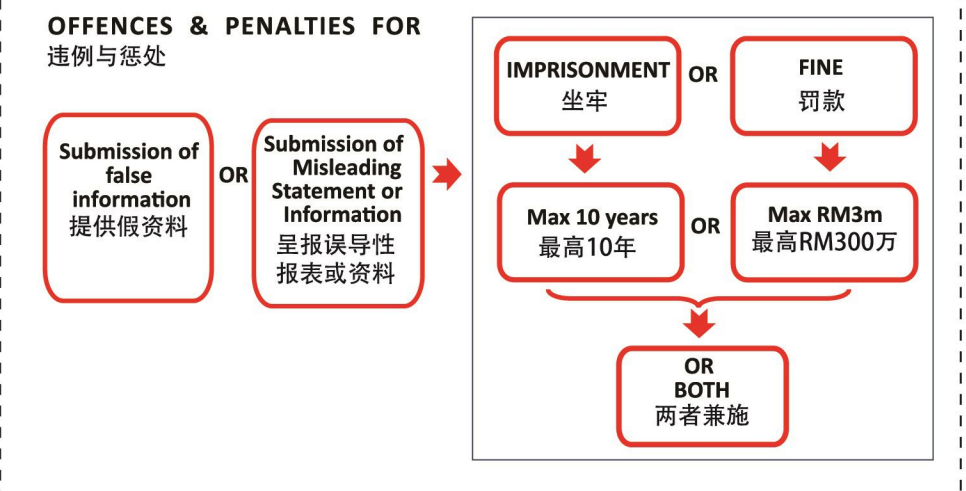 OFFENCES & PENALTIES FOR
违例与惩处
Submission of
false
information
提供假资料
OR
Submission of
Misleading
Statement or
Information
呈报误导性
报表或资料
IMPRISONMENT
坐牢
OR
FINE
罚款
Max 10 years
最高10年
OR
Max RM3m
最高RM300万
OR
BOTH
两者兼施